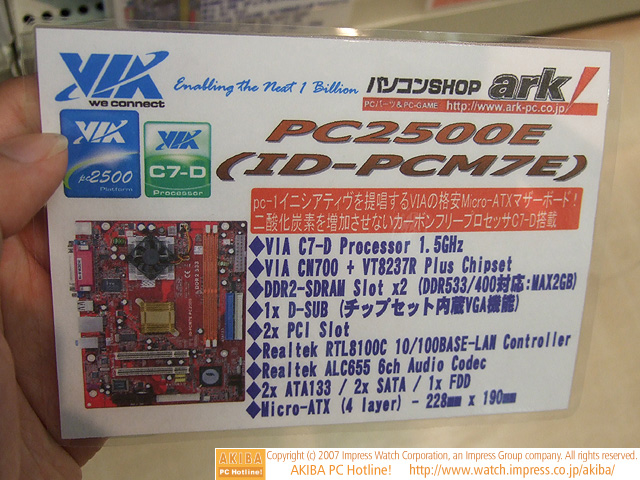 VIA
we connect
Enabling the Next 1 Billion
パソコンSHOP ark!
PCパーツ&PC-GAME http://www.ark-pc.co.jp/
VIA
pc2500
Platform
VIA
C7-D
Processor
PC2500E
(ID-PCM7E)
pc-1イニシアティヴを提唱するVIAの格安Micro-ATXマザーボード!
二酸化炭素を増加させないカーボンフリープロセッサC7-D搭載
◆VIA C7-D Processor 1.5GHz
◆VIA CN700 + VT8237R Plus Chipset
◆DDR2-SDRAM Slot x2 (DDR533/400対応:MAX2GB)
◆1x D-SUB (チップセット内蔵VGA機能)
◆2x PCI Slot
◆Realtek RTL8100C 10/100BASE-LAN Controller
◆Realtek ALC655 6ch Audio Codec
◆2x ATA133 / 2x SATA / 1x FDD
◆Micro-ATX (4 layer) - 228mm x 190mm
AKIBA
PC Hotline!
Copyright (c) 2007 Impress Watch Corporation, an Impress Group company. All rights reserved.
AKIBA PC Hotline! http://www.watch.impress.co.jp/akiba/